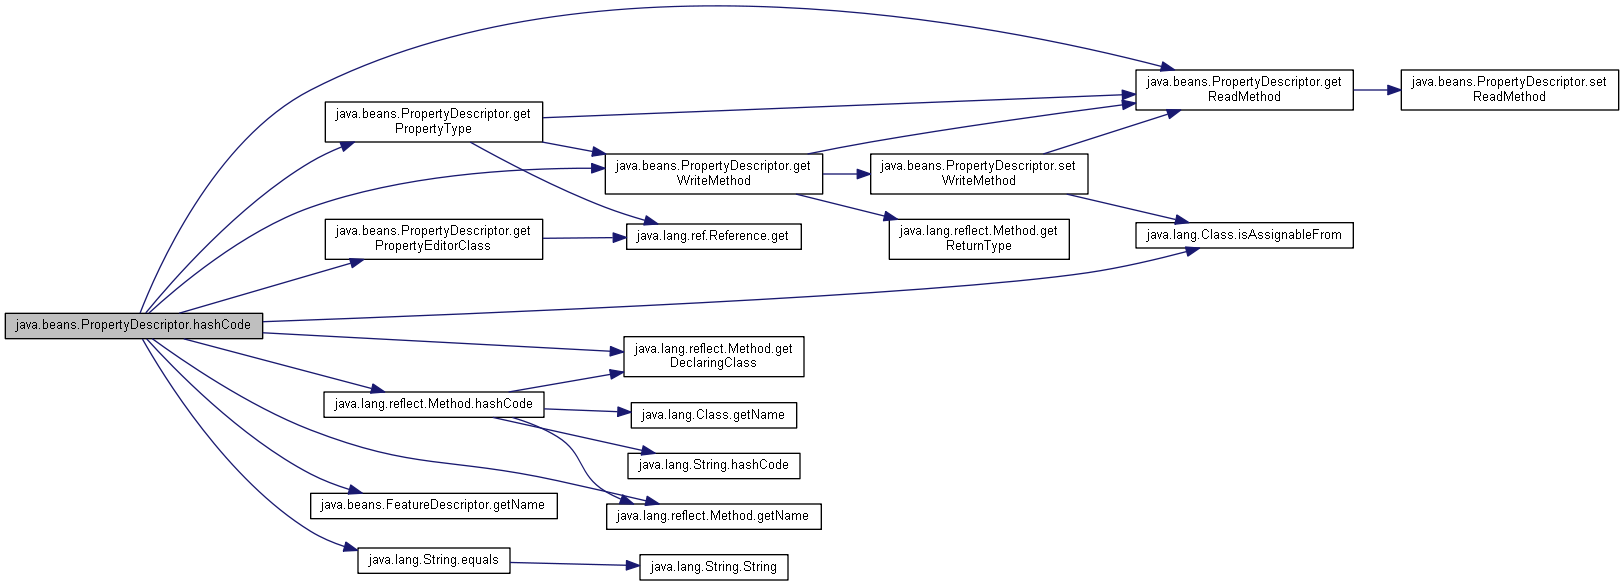 java.beans.PropertyDescriptor.hashCode
java.beans.PropertyDescriptor.get
PropertyType
java.beans.PropertyDescriptor.get
PropertyEditorClass
java.lang.reflect.Method.hashCode
java.beans.FeatureDescriptor.getName
java.lang.String.equals
java.beans.PropertyDescriptor.get
WriteMethod
java.lang.ref.Reference.get
java.lang.reflect.Method.get
DeclaringClass
java.lang.Class.getName
java.lang.String.hashCode
java.lang.reflect.Method.getName
java.lang.String.String
java.beans.PropertyDescriptor.set
WriteMethod
java.lang.reflect.Method.get
ReturnType
java.beans.PropertyDescriptor.get
ReadMethod
java.lang.Class.isAssignableFrom
java.beans.PropertyDescriptor.set
ReadMethod